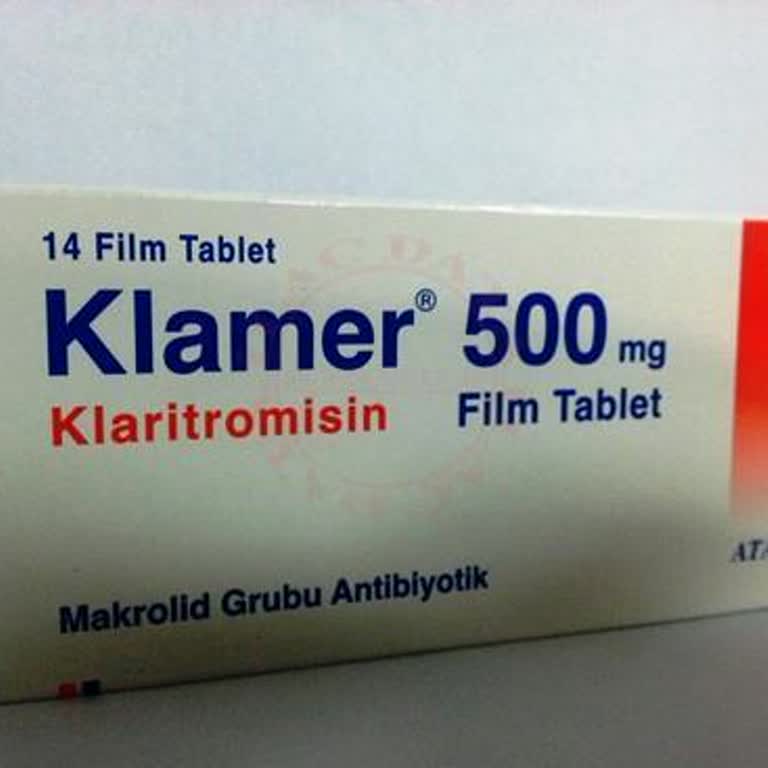 14 Film Tablet
Klamer® 500 mg
Klaritromisin Film Tablet
Makrolid Grubu Antibiyotik